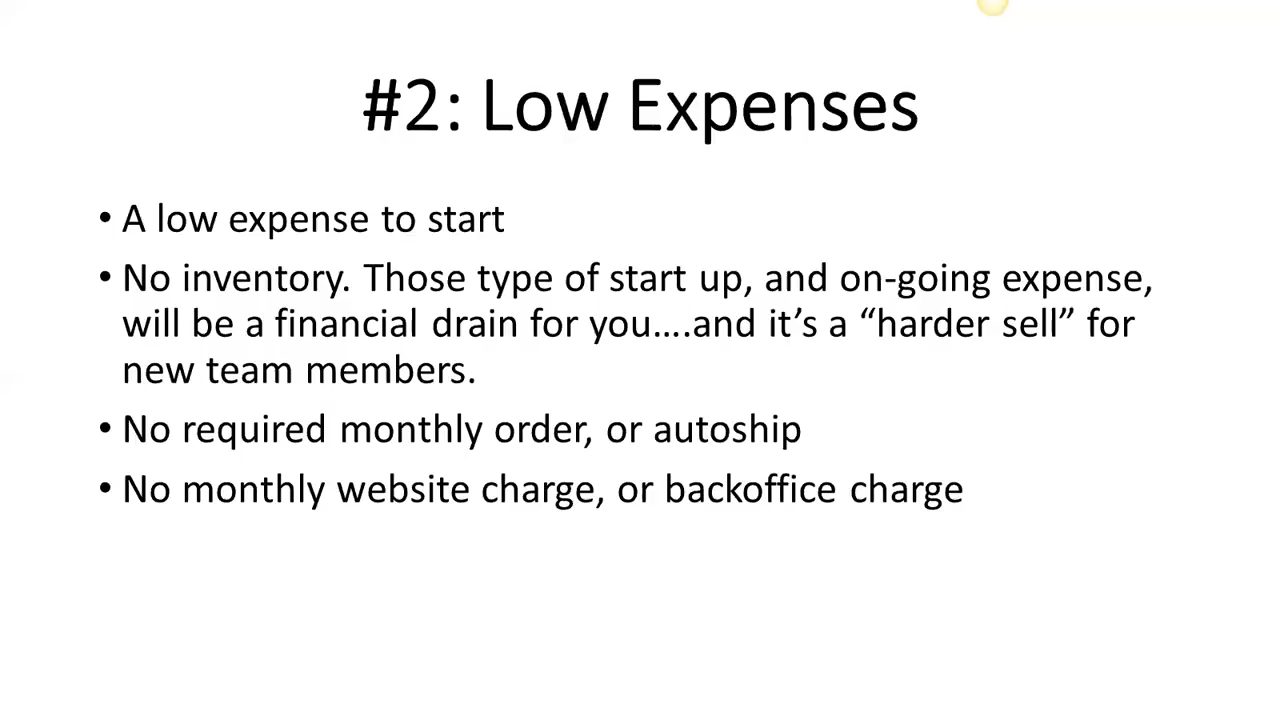 #2: Low Expenses
• A low expense to start
• No inventory. Those type of start up, and on-going expense,
will be a financial drain for you....and it’s a “harder sell” for
new team members.
• No required monthly order, or autoship
• No monthly website charge, or backoffice charge